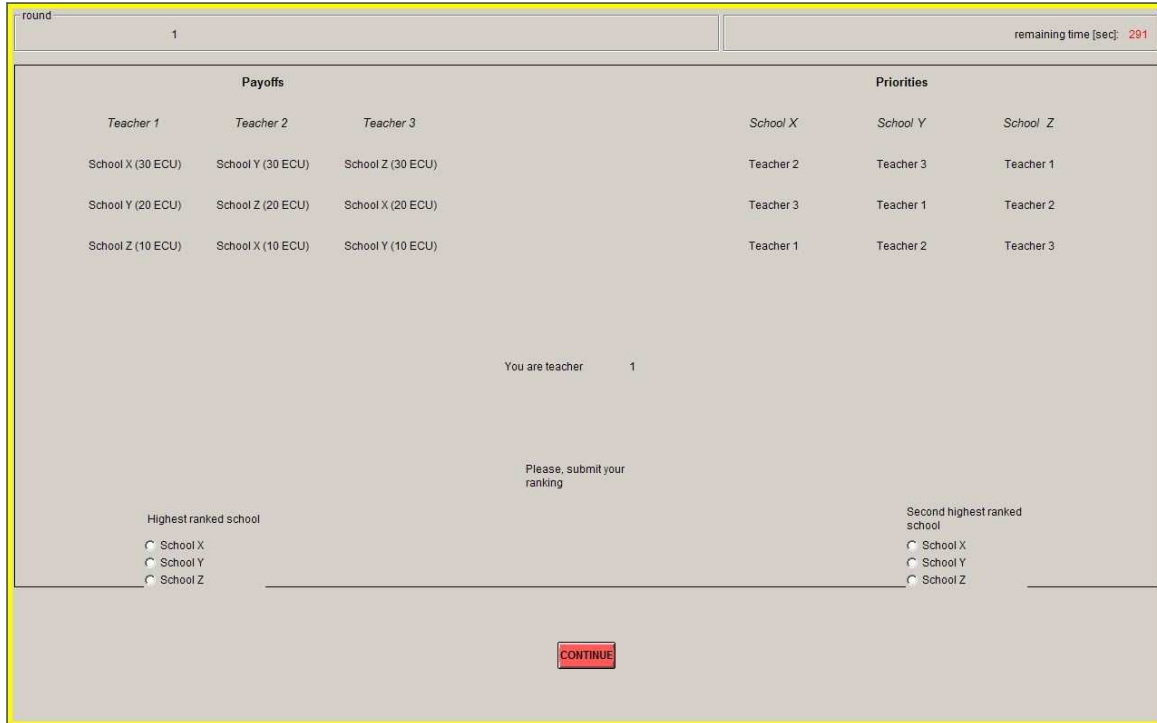 round
1
remaining time [sec]: 291
Payoffs Priorities
Teacher 1 Teacher 2 Teacher 3 School X School Y School Z
School X (30 ECU) School Y (30 ECU) School Z (30 ECU) Teacher 2 Teacher 3 Teacher 1
School Y (20 ECU) School Z (20 ECU) School X (20 ECU) Teacher 3 Teacher 1 Teacher 2
School Z (10 ECU) School X (10 ECU) School Y (10 ECU) Teacher 1 Teacher 2 Teacher 3
You are teacher 1
Please, submit your
ranking
Highest ranked school
School X
School Y
School Z
Second highest ranked
school
School X
School Y
School Z
CONTINUE